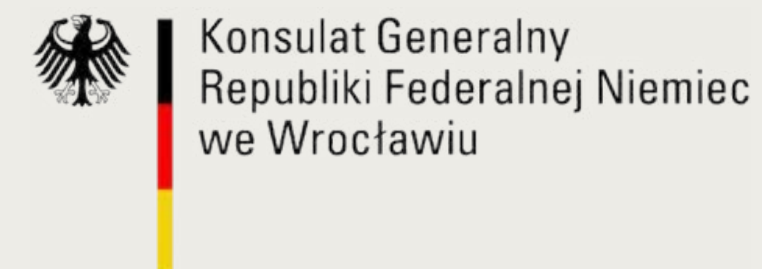 Konsulat Generalny
Republiki Federalnej Niemiec
we Wrocławiu